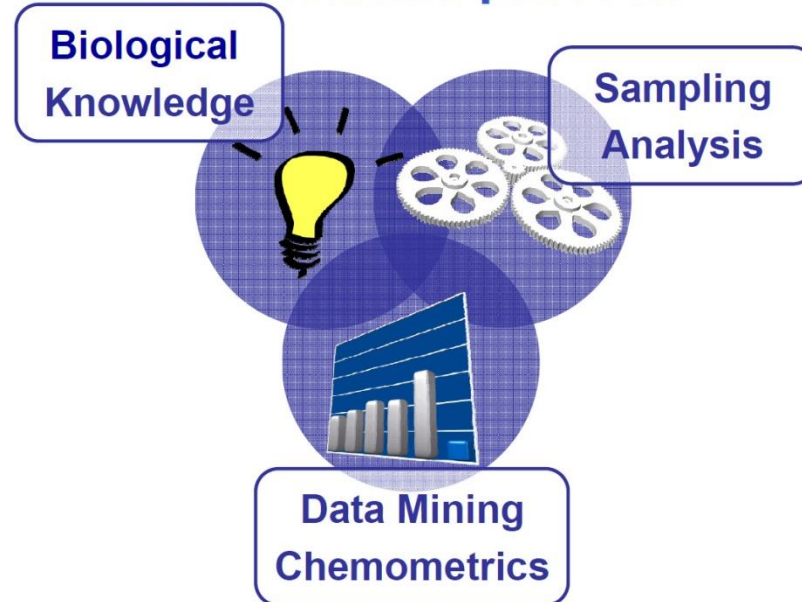 Biological
Knowledge
Sampling
Analysis
Data Mining
Chemometrics